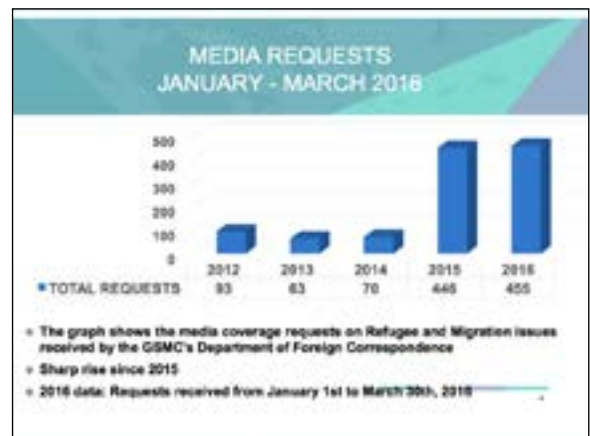 MEDIA REQUESTS
JANUARY - MARCH 2016
500
400
300
200
100
0
2012 2013 2014 2015 2016
TOTAL REQUESTS 93 63 70 446 455
The graph shows the media coverage requests on Refugee and Migration issues
received by the GSMC's Department of Foreign Correspondence
Sharp rise since 2015
2016 data: Requests received from January 1st to March 30th, 2016